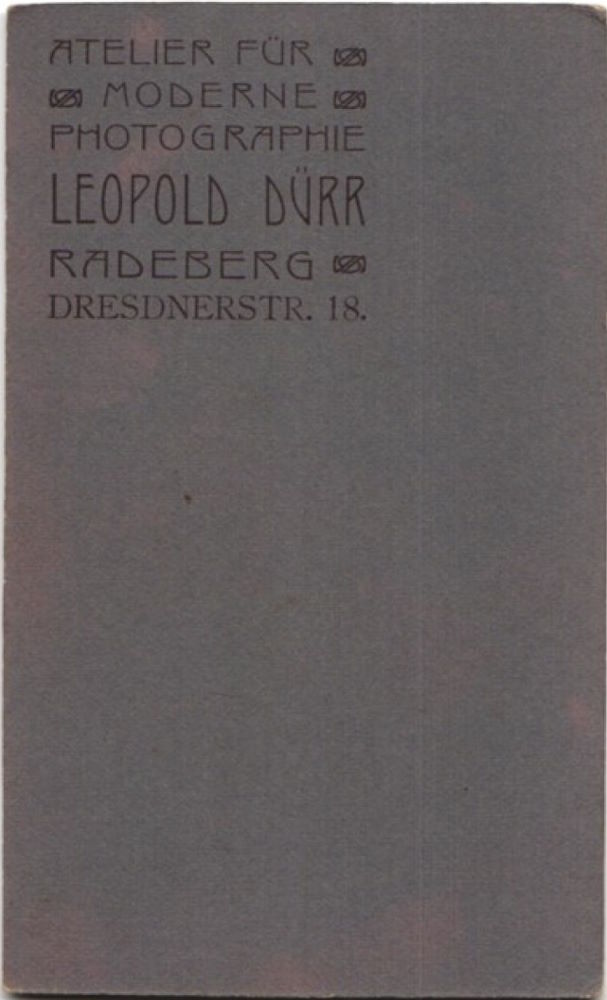 ATELIER FÜR
MODERNE
PHOTOGRAPHIE
LEOPOLD DÜRR
RADEBERG
DRESDNERSTR. 18.